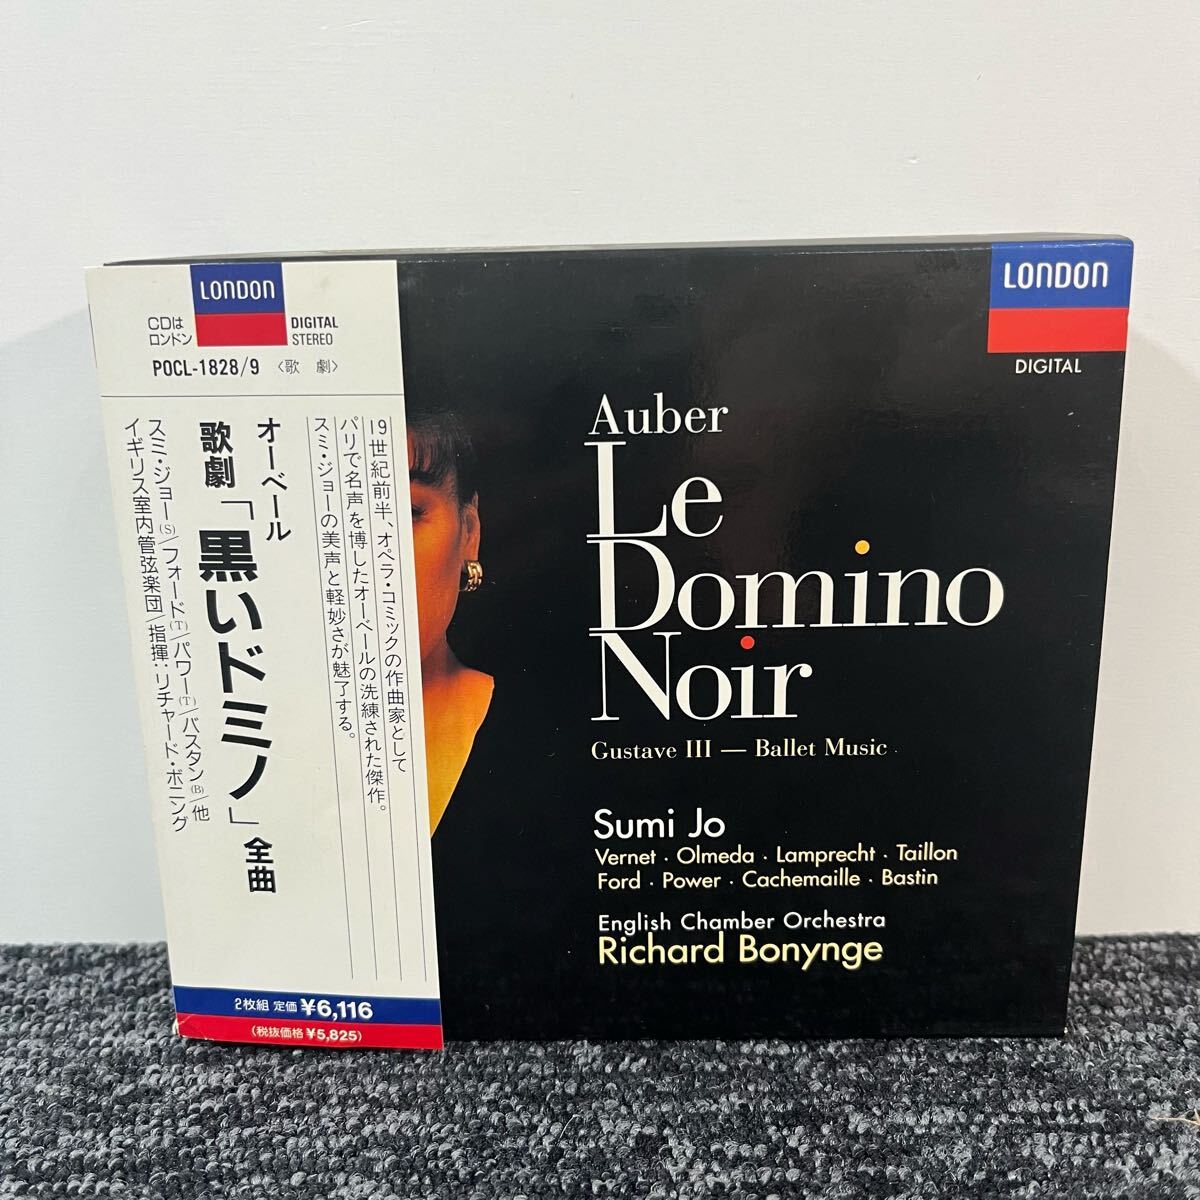 LONDON
CDは
ロンドン
DIGITAL
STEREO
POCL-1828/9 〈歌 劇〉
19世紀前半、オペラ・コミックの作曲家として
パリで名声を博したオーベールの洗練された傑作。
スミ・ジョーの美声と軽妙さが魅了する。
オーベール
歌劇「黒いドミノ」全曲
スミ・ジョー(S)/フォード(T)/パワー(T)/バスタン(B)/他
イギリス室内管弦楽団/指揮:リチャード・ボニング
2枚組 定価¥6,116
(税抜価格¥5,825)
LONDON
DIGITAL
Auber
Le
Domino
Noir
Gustave III — Ballet Music
Sumi Jo
Vernet · Olmeda · Lamprecht · Taillon
Ford · Power · Cachemaille · Bastin
English Chamber Orchestra
Richard Bonynge